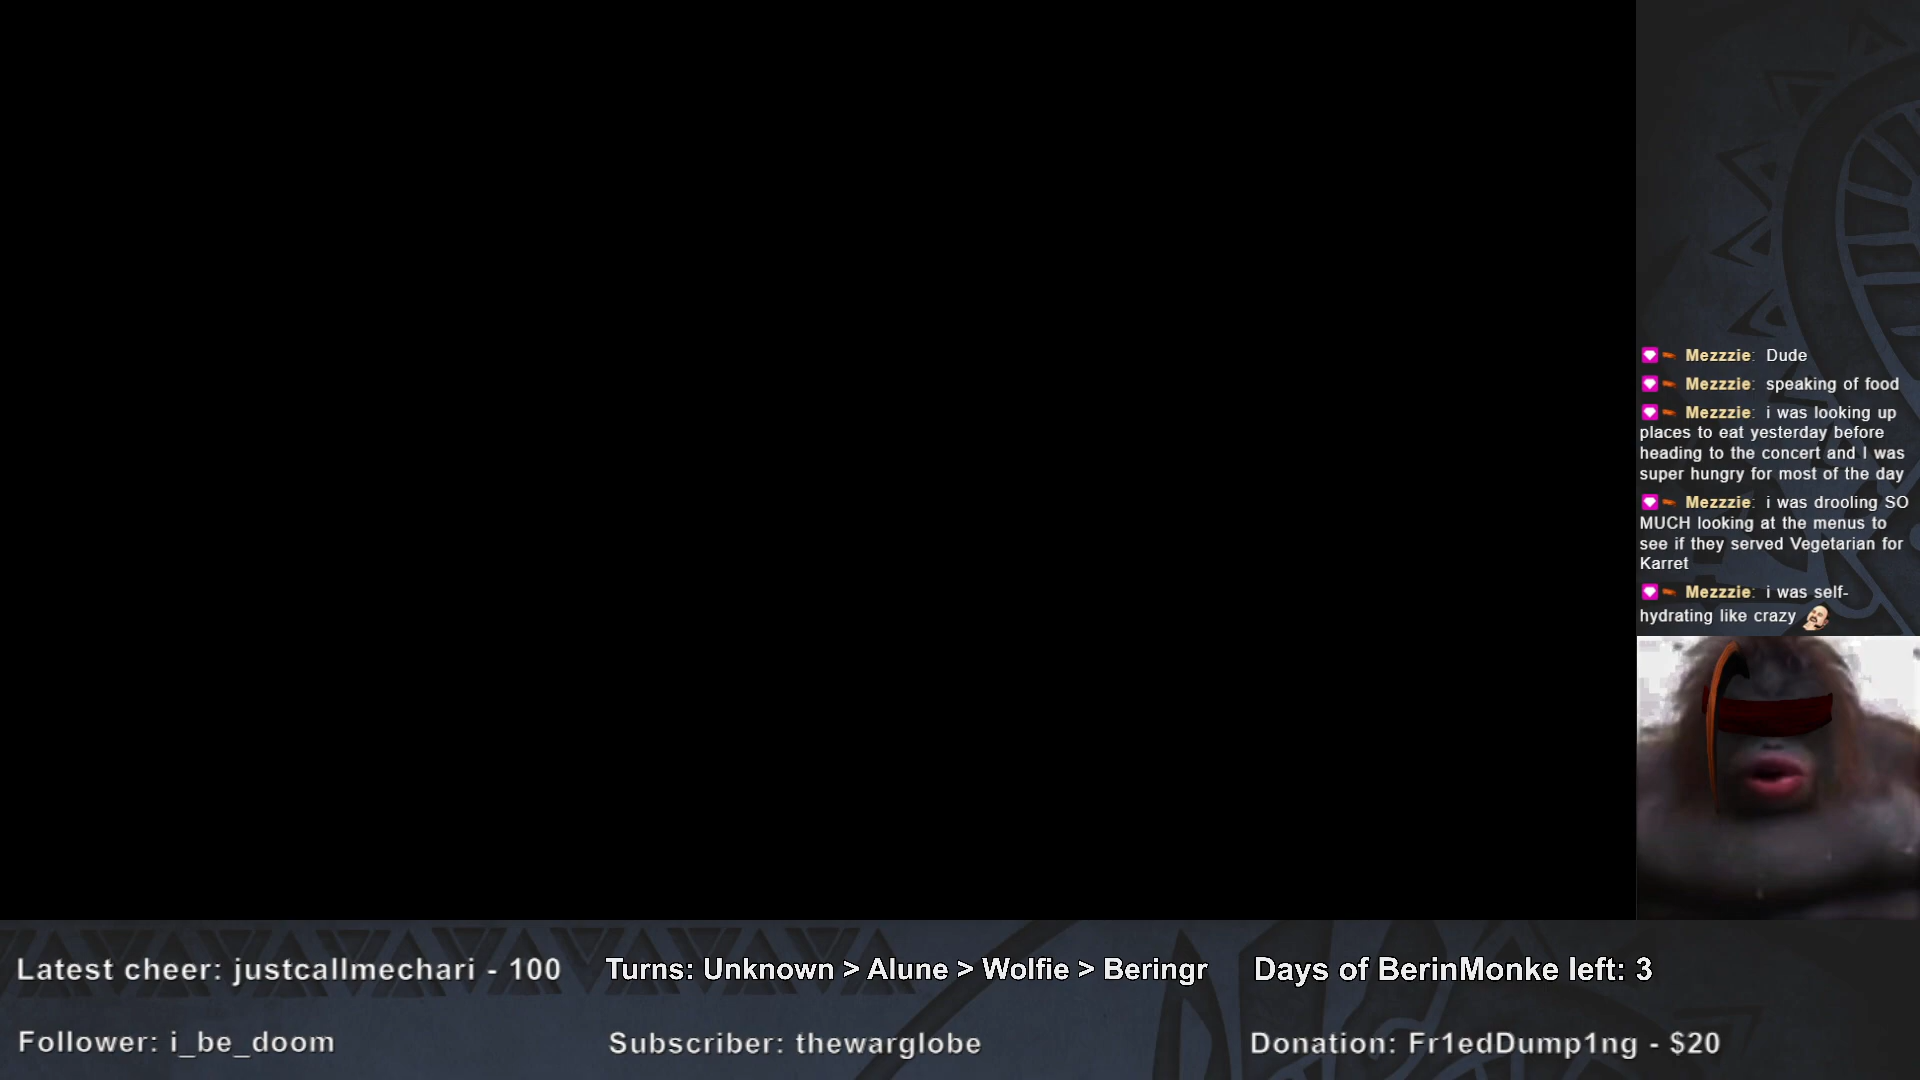 Mezzzie: Dude
Mezzzie: speaking of food
Mezzzie: i was looking up
places to eat yesterday before
heading to the concert and I was
super hungry for most of the day
Mezzzie: i was drooling SO
MUCH looking at the menus to
see if they served Vegetarian for
Karret
Mezzzie: i was self-
hydrating like crazy
Latest cheer: justcallmechari - 100
Turns: Unknown > Alune > Wolfie > Beringr
Days of BerinMonke left: 3
Follower: i_be_doom
Subscriber: thewarglobe
Donation: Fr1edDump1ng - $20